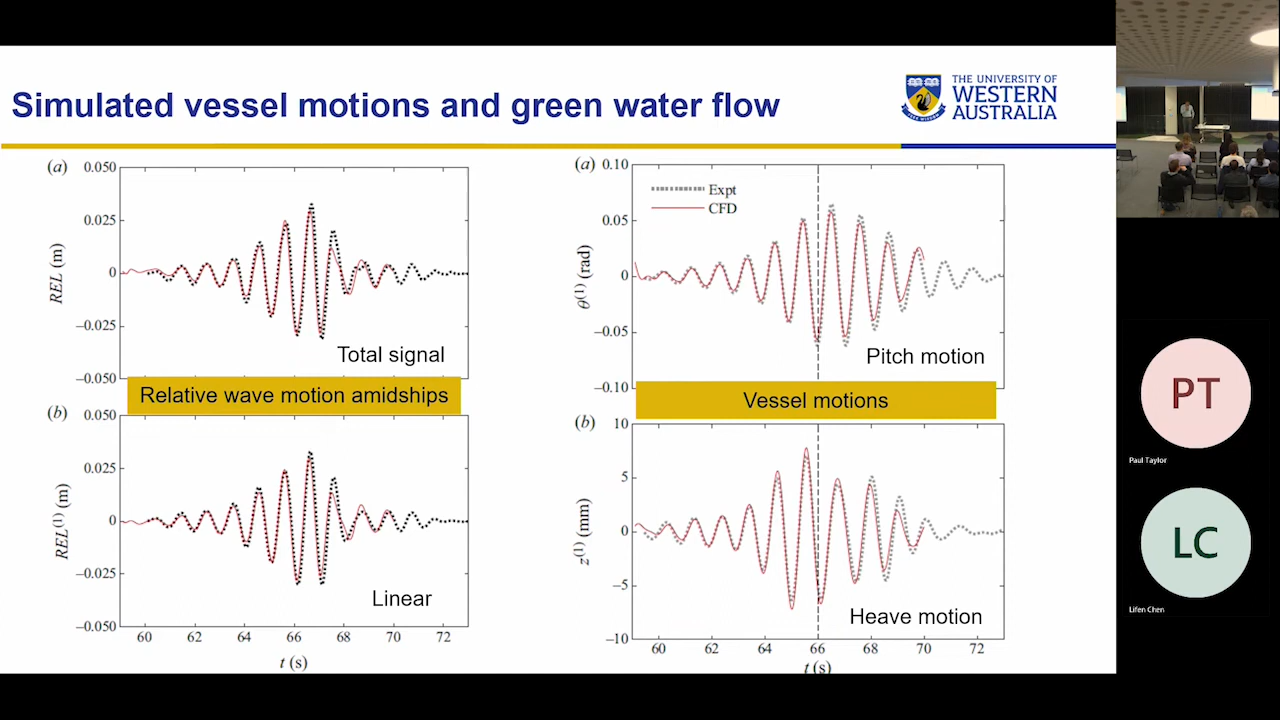 Simulated vessel motions and green water flow
THE UNIVERSITY OF
WESTERN
AUSTRALIA
(a)
0.050
0.025
0
−0.025
−0.050
REL (m)
Total signal
Relative wave motion amidships
(b)
0.050
0.025
0
−0.025
−0.050
REL(1) (m)
Linear
60 62 64 66 68 70 72
t (s)
(a)
0.10
0.05
0
−0.05
−0.10
θ(1) (rad)
Expt
CFD
Pitch motion
Vessel motions
(b)
10
5
0
−5
−10
z(1) (mm)
Heave motion
60 62 64 66 68 70 72
t (s)
PT
Paul Taylor
LC
Lifen Chen